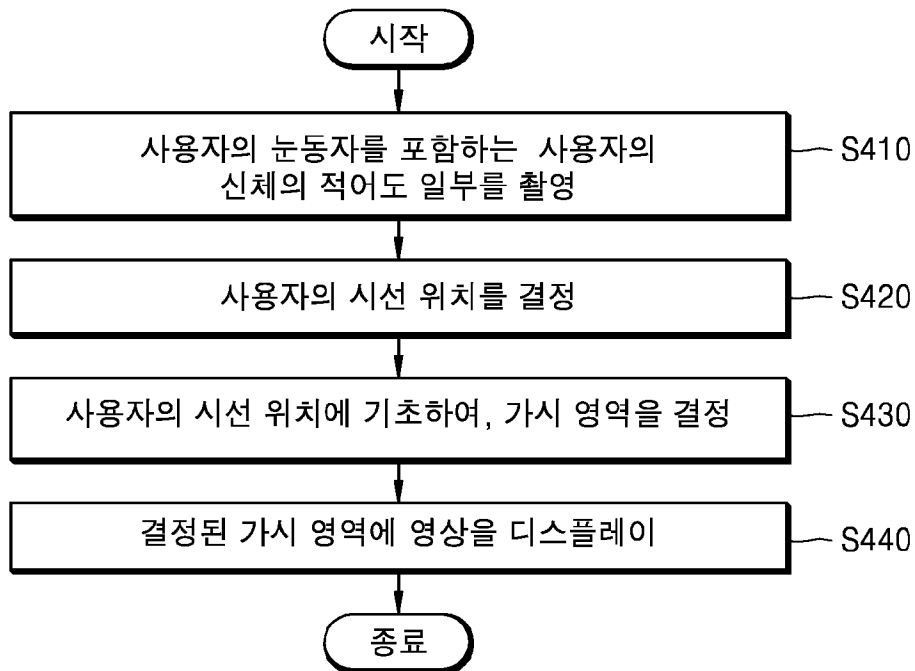 시작
사용자의 눈동자를 포함하는 사용자의
신체의 적어도 일부를 촬영
S410
사용자의 시선 위치를 결정
S420
사용자의 시선 위치에 기초하여, 가시 영역을 결정
S430
결정된 가시 영역에 영상을 디스플레이
S440
종료